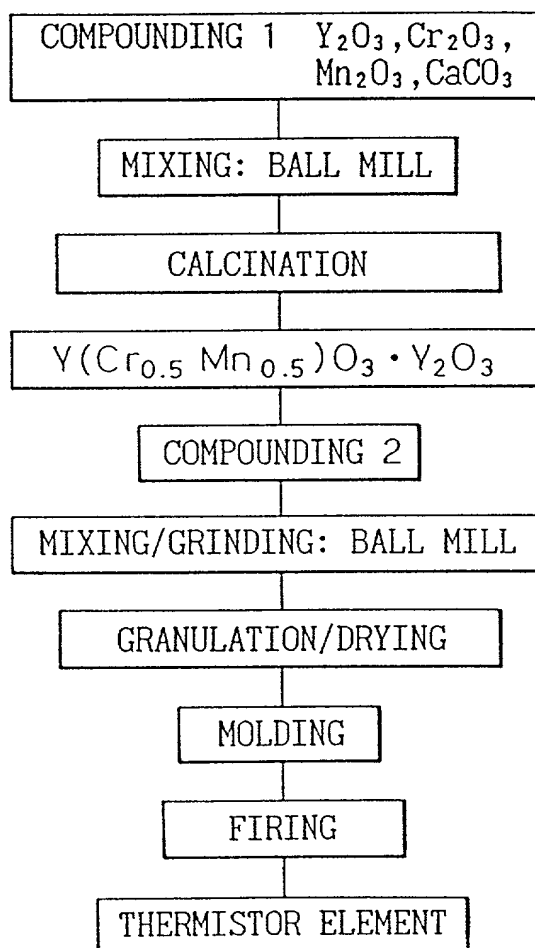 COMPOUNDING 1 Y₂O₃,Cr₂O₃,
Mn₂O₃,CaCO₃
MIXING: BALL MILL
CALCINATION
Y(Cr₀.₅ Mn₀.₅)O₃・Y₂O₃
COMPOUNDING 2
MIXING/GRINDING: BALL MILL
GRANULATION/DRYING
MOLDING
FIRING
THERMISTOR ELEMENT